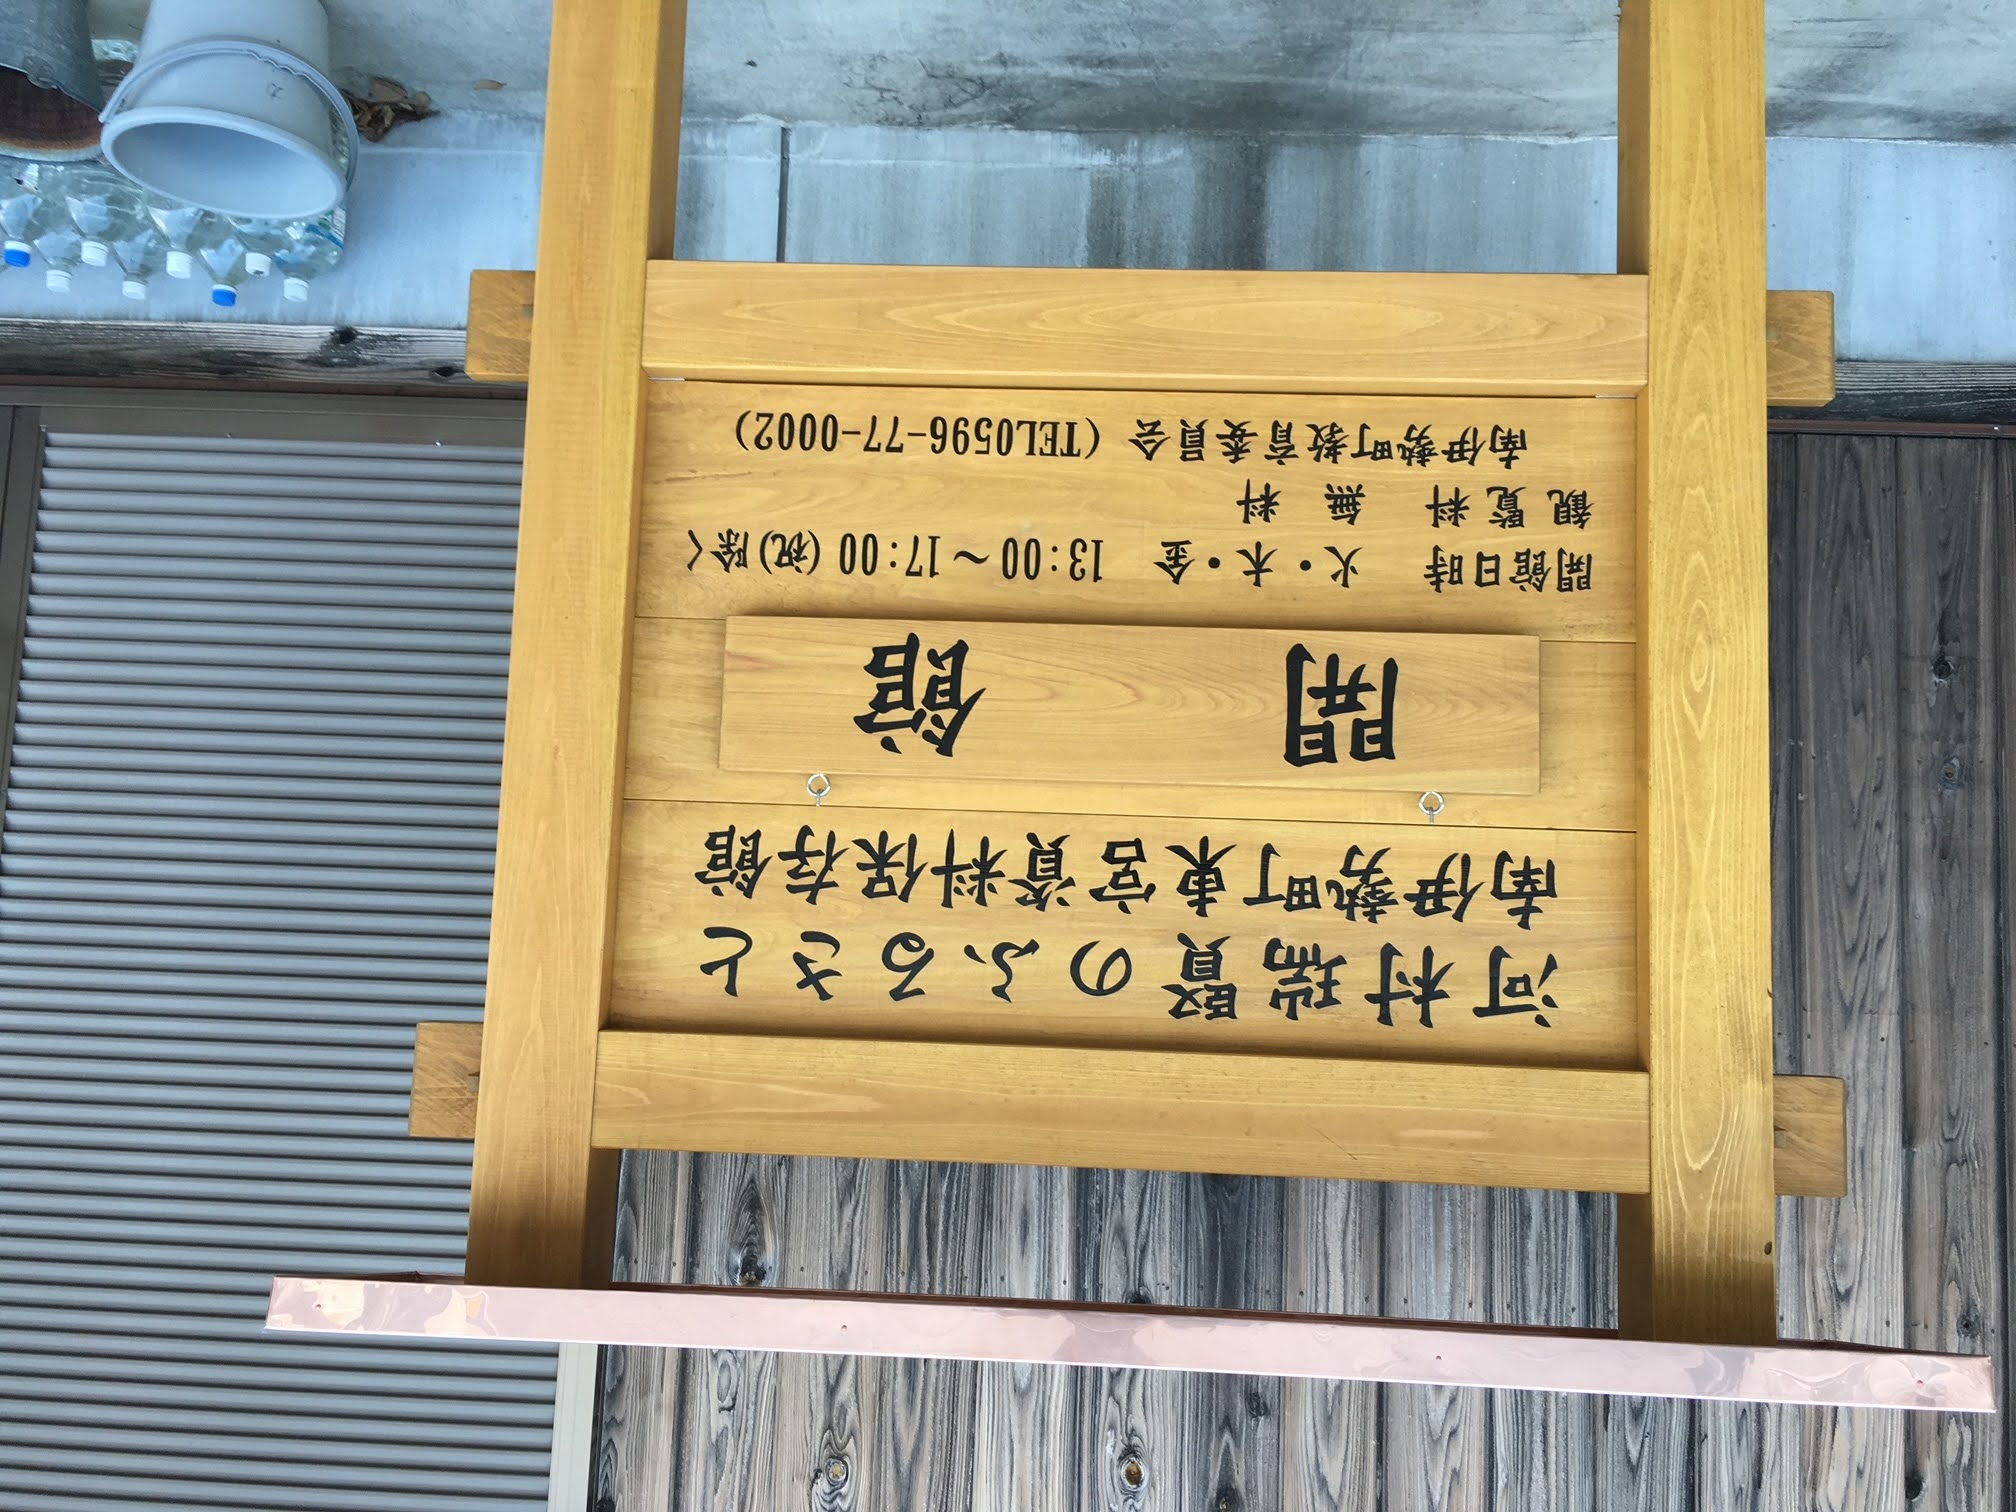 河村瑞賢のふるさと
南伊勢町東宮資料保存館
開館
開館日時 火・木・金 13:00〜17:00 (祝)除く
観覧料 無料
南伊勢町教育委員会 (TEL0596-77-0002)